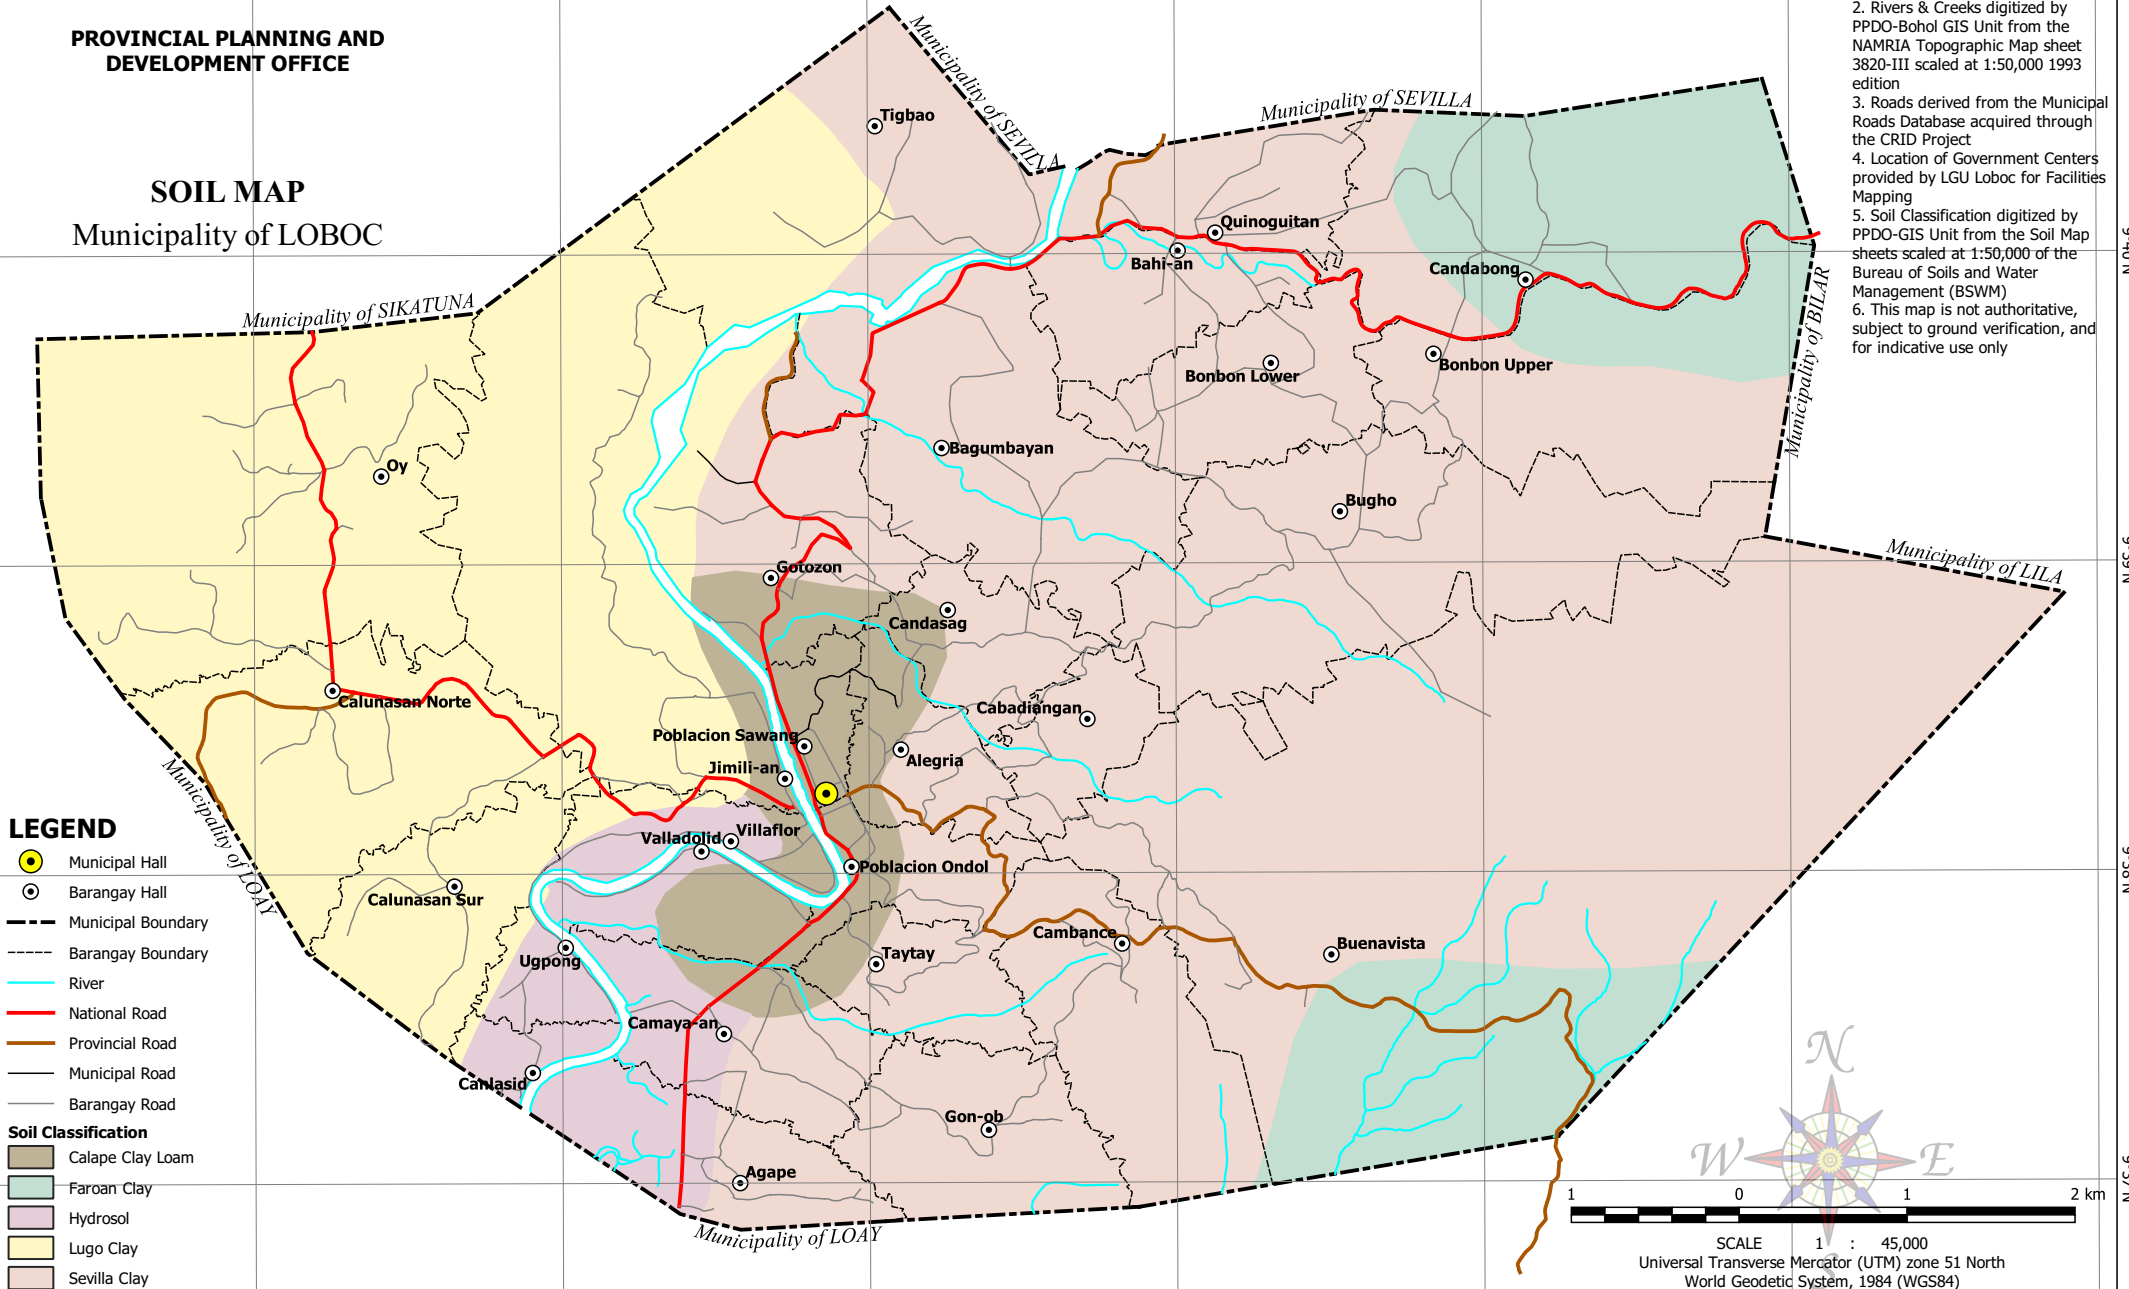 PROVINCIAL PLANNING AND
DEVELOPMENT OFFICE
SOIL MAP
Municipality of LOBOC
2. Rivers & Creeks digitized by
PPDO-Bohol GIS Unit from the
NAMRIA Topographic Map sheet
3820-III scaled at 1:50,000 1993
edition
3. Roads derived from the Municipal
Roads Database acquired through
the CRID Project
4. Location of Government Centers
provided by LGU Loboc for Facilities
Mapping
5. Soil Classification digitized by
PPDO-GIS Unit from the Soil Map
sheets scaled at 1:50,000 of the
Bureau of Soils and Water
Management (BSWM)
6. This map is not authoritative,
subject to ground verification, and
for indicative use only
Municipality of SEVILLA
Municipality of SEVILLA
Municipality of SIKATUNA
Municipality of BILAR
Municipality of LILA
Municipality of LOAY
Municipality of LOAY
Tigbao
Quinoguitan
Bahi-an
Candabong
Bonbon Lower
Bonbon Upper
Bagumbayan
Oy
Bugho
Gotozon
Candasag
Calunasan Norte
Cabadiangan
Poblacion Sawang
Jimili-an
Alegria
Villaflor
Valladolid
Poblacion Ondol
Calunasan Sur
Cambance
Buenavista
Taytay
Ugpong
Camaya-an
Canlasid
Gon-ob
Agape
LEGEND
Municipal Hall
Barangay Hall
Municipal Boundary
Barangay Boundary
River
National Road
Provincial Road
Municipal Road
Barangay Road
Soil Classification
Calape Clay Loam
Faroan Clay
Hydrosol
Lugo Clay
Sevilla Clay
N
W
E
S
1 0 1 2 km
SCALE 1 : 45,000
Universal Transverse Mercator (UTM) zone 51 North
World Geodetic System, 1984 (WGS84)